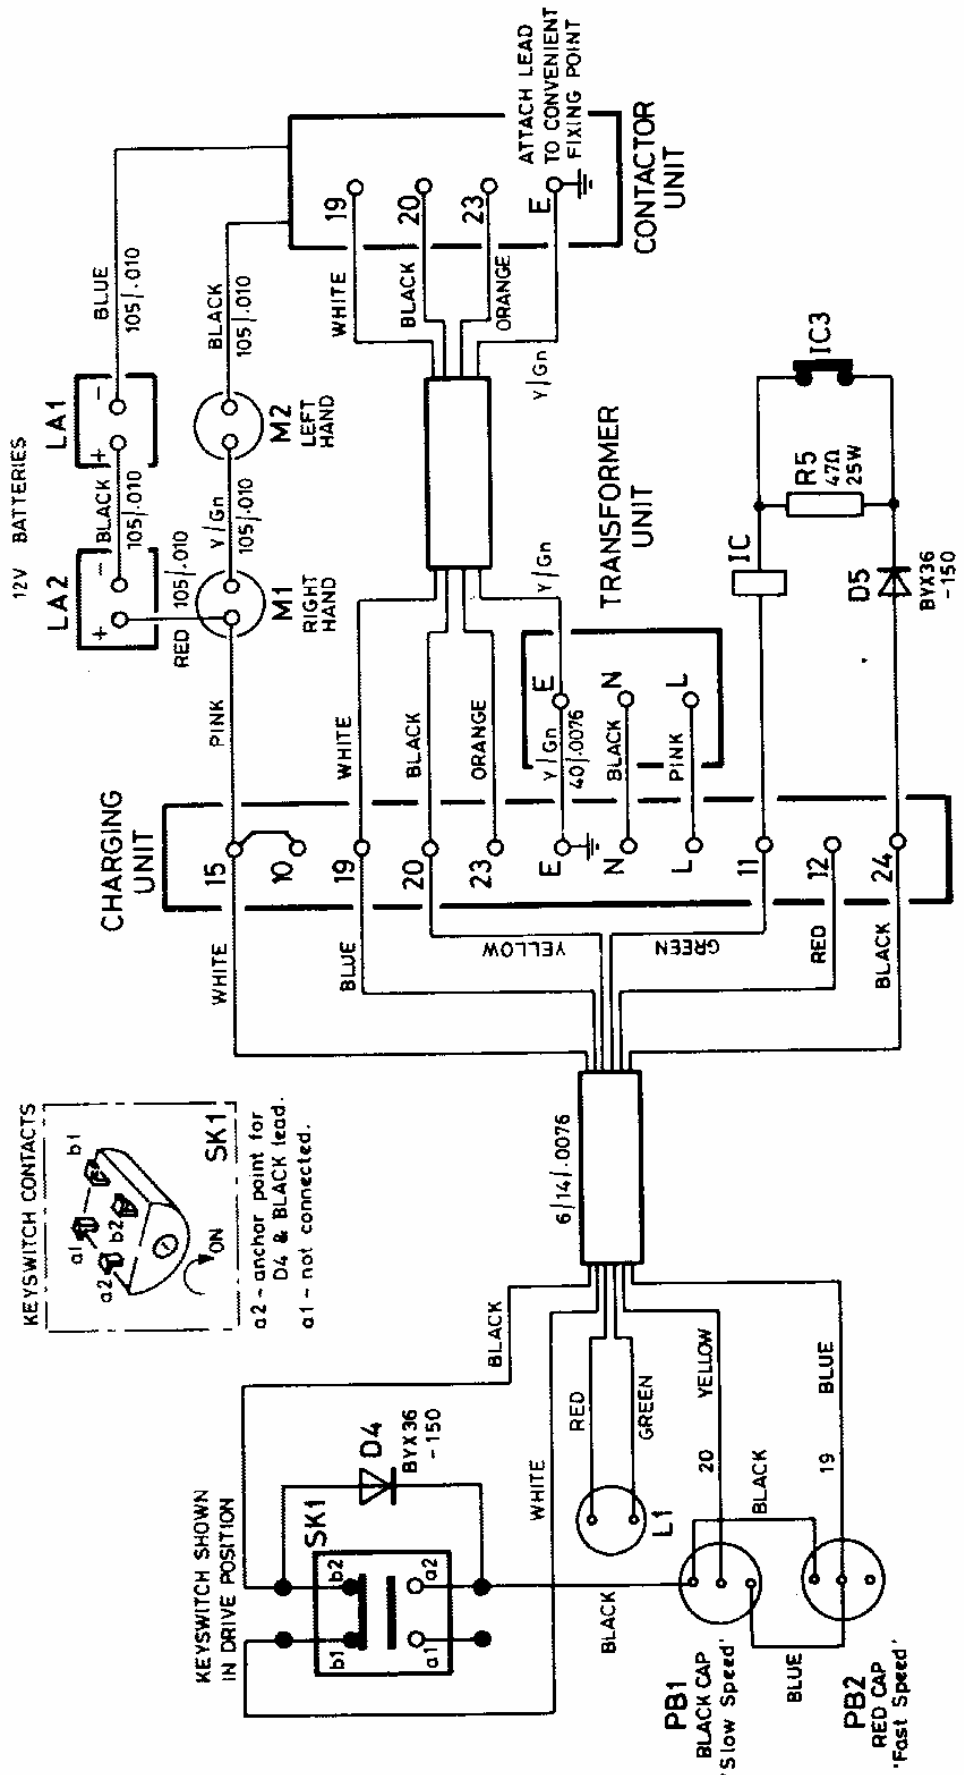 12V BATTERIES
LA2
LA1
+
-
+
-
BLACK
105/.010
BLUE
105/.010
RED
105/.010
Y/Gn
105/.010
BLACK
105/.010
M1
RIGHT
HAND
M2
LEFT
HAND
PINK
CONTACTOR
UNIT
19
20
23
E
ATTACH LEAD
TO CONVENIENT
FIXING POINT
WHITE
BLACK
ORANGE
Y/Gn
WHITE
BLACK
ORANGE
Y/Gn
TRANSFORMER
UNIT
E
N
L
Y/Gn
40/.0076
BLACK
PINK
IC
IC3
R5
47Ω
25W
D5
BYX36
-150
CHARGING
UNIT
15
10
19
20
23
E
N
L
11
12
24
WHITE
BLUE
YELLOW
GREEN
RED
BLACK
6/14/.0076
KEYSWITCH CONTACTS
a1
b1
a2
b2
ON
SK1
a2-anchor point for
D4 & BLACK lead.
a1-not connected.
KEYSWITCH SHOWN
IN DRIVE POSITION
SK1
b1
b2
a1
a2
D4
BYX36
-150
BLACK
WHITE
RED
GREEN
L1
20
YELLOW
BLACK
19
BLUE
BLACK
BLUE
PB1
BLACK CAP
'Slow Speed'
PB2
RED CAP
'Fast Speed'